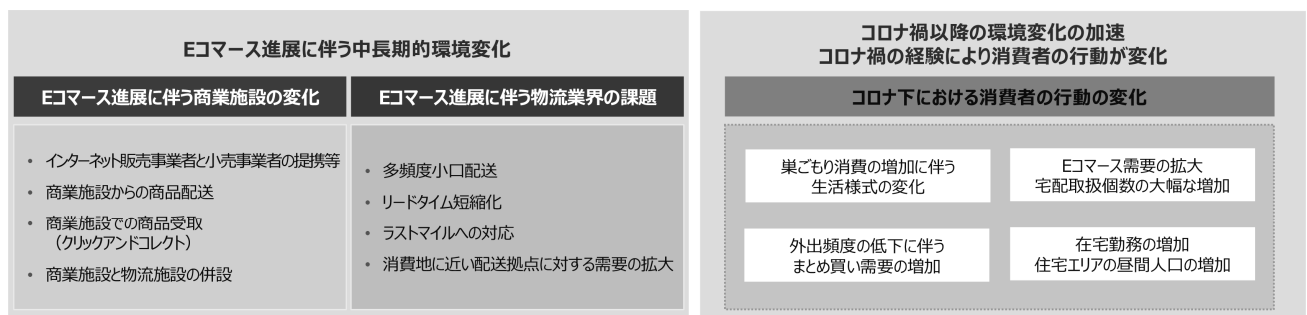 Eコマース進展に伴う中長期的環境変化
Eコマース進展に伴う商業施設の変化
• インターネット販売事業者と小売事業者の提携等
• 商業施設からの商品配送
• 商業施設での商品受取
（クリックアンドコレクト）
• 商業施設と物流施設の併設
Eコマース進展に伴う物流業界の課題
• 多頻度小口配送
• リードタイム短縮化
• ラストマイルへの対応
• 消費地に近い配送拠点に対する需要の拡大
コロナ禍以降の環境変化の加速
コロナ禍の経験により消費者の行動が変化
コロナ下における消費者の行動の変化
巣ごもり消費の増加に伴う
生活様式の変化
Eコマース需要の拡大
宅配取扱個数の大幅な増加
外出頻度の低下に伴う
まとめ買い需要の増加
在宅勤務の増加
住宅エリアの昼間人口の増加